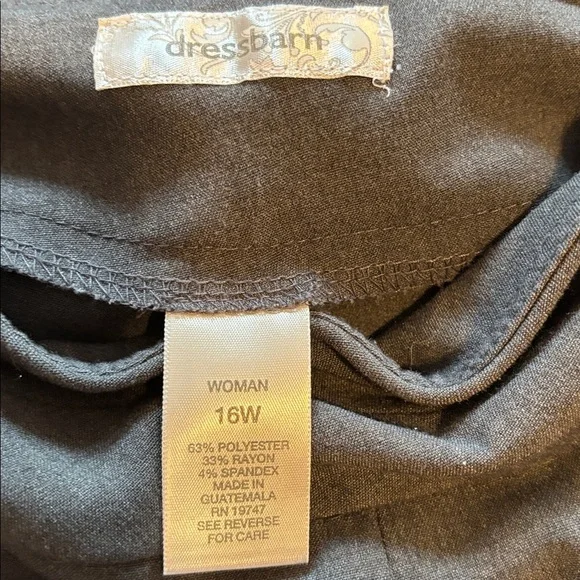 dressbarn
WOMAN
16W
63% POLYESTER
33% RAYON
4% SPANDEX
MADE IN
GUATEMALA
RN 19747
SEE REVERSE
FOR CARE